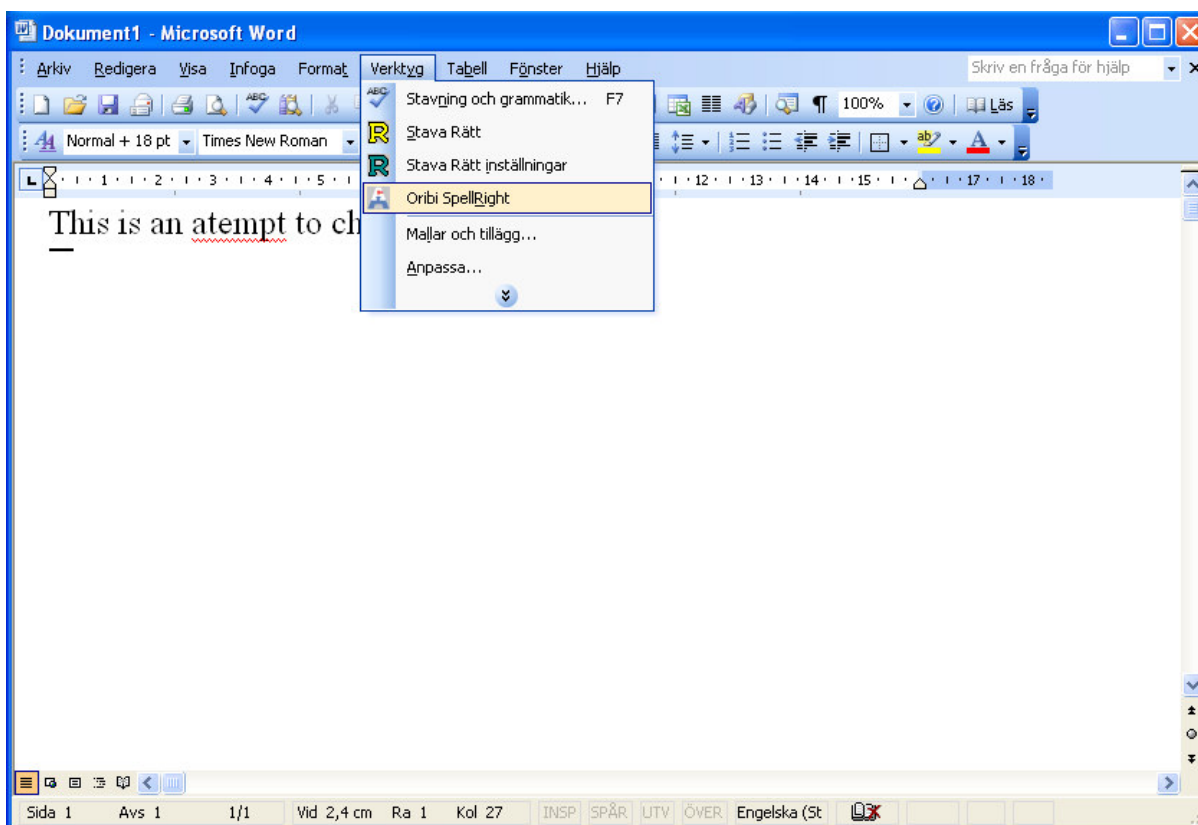 Dokument1 - Microsoft Word
Arkiv Redigera Visa Infoga Format Verktyg Tabell Fönster Hjälp Skriv en fråga för hjälp
ABC ABC 100% Läs
Normal + 18 pt Times New Roman ab A
Stavning och grammatik... F7
Stava Rätt
Stava Rätt inställningar
Oribi SpellRight
Mallar och tillägg...
Anpassa...
1 2 3 4 5 12 13 14 15 17 18
This is an atempt to ch
Sida 1 Avs 1 1/1 Vid 2,4 cm Ra 1 Kol 27 INSP SPÅR UTV ÖVER Engelska (St